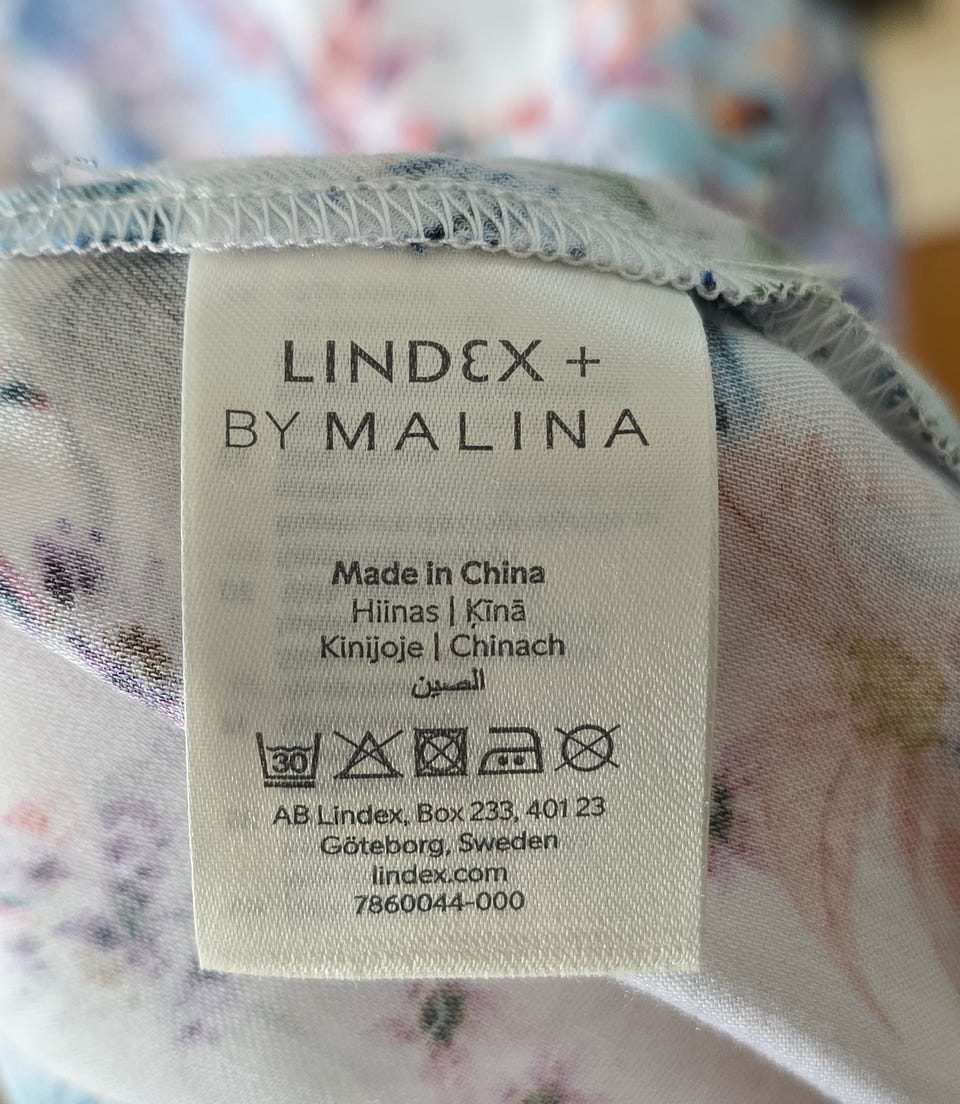 LINDEX +
BY MALINA
Made in China
Hiinas | Ķīnā
Kinijoje | Chinach
الصين
30
AB Lindex, Box 233, 401 23
Göteborg, Sweden
lindex.com
7860044-000